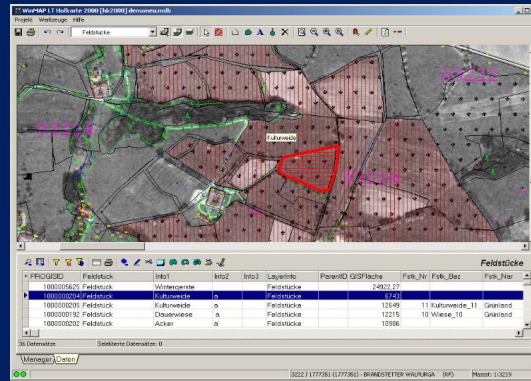 WinMAP LT Hofkarte 2000 [hk2000] demoneu.mdb
Projekt Werkzeuge Hilfe
Feldstücke
Kulturweide
Feldstücke
PROGISID Feldstück Info1 Info2 Info3 LayerInfo ParentID GISFläche Fstk_Nr Fstk_Bez Fstk_Nar
1000005625 Feldstück Wintergerste Feldstücke 24922,27
1000000204 Feldstück Kulturweide a Feldstücke 6743
1000000205 Feldstück Kulturweide a Feldstücke 12649 11 Kulturweide_11 Grünland
1000000192 Feldstück Dauerwiese a Feldstücke 12215 10 Wiese_10 Grünland
1000000202 Feldstück Acker a Feldstücke 10986
36 Datensätze Selektierte Datensätze: 0
Manager Daten
3222 / 1777351 (1777351) - BRANDSTETTER WALPURGA (RF) Massst: 1:3219